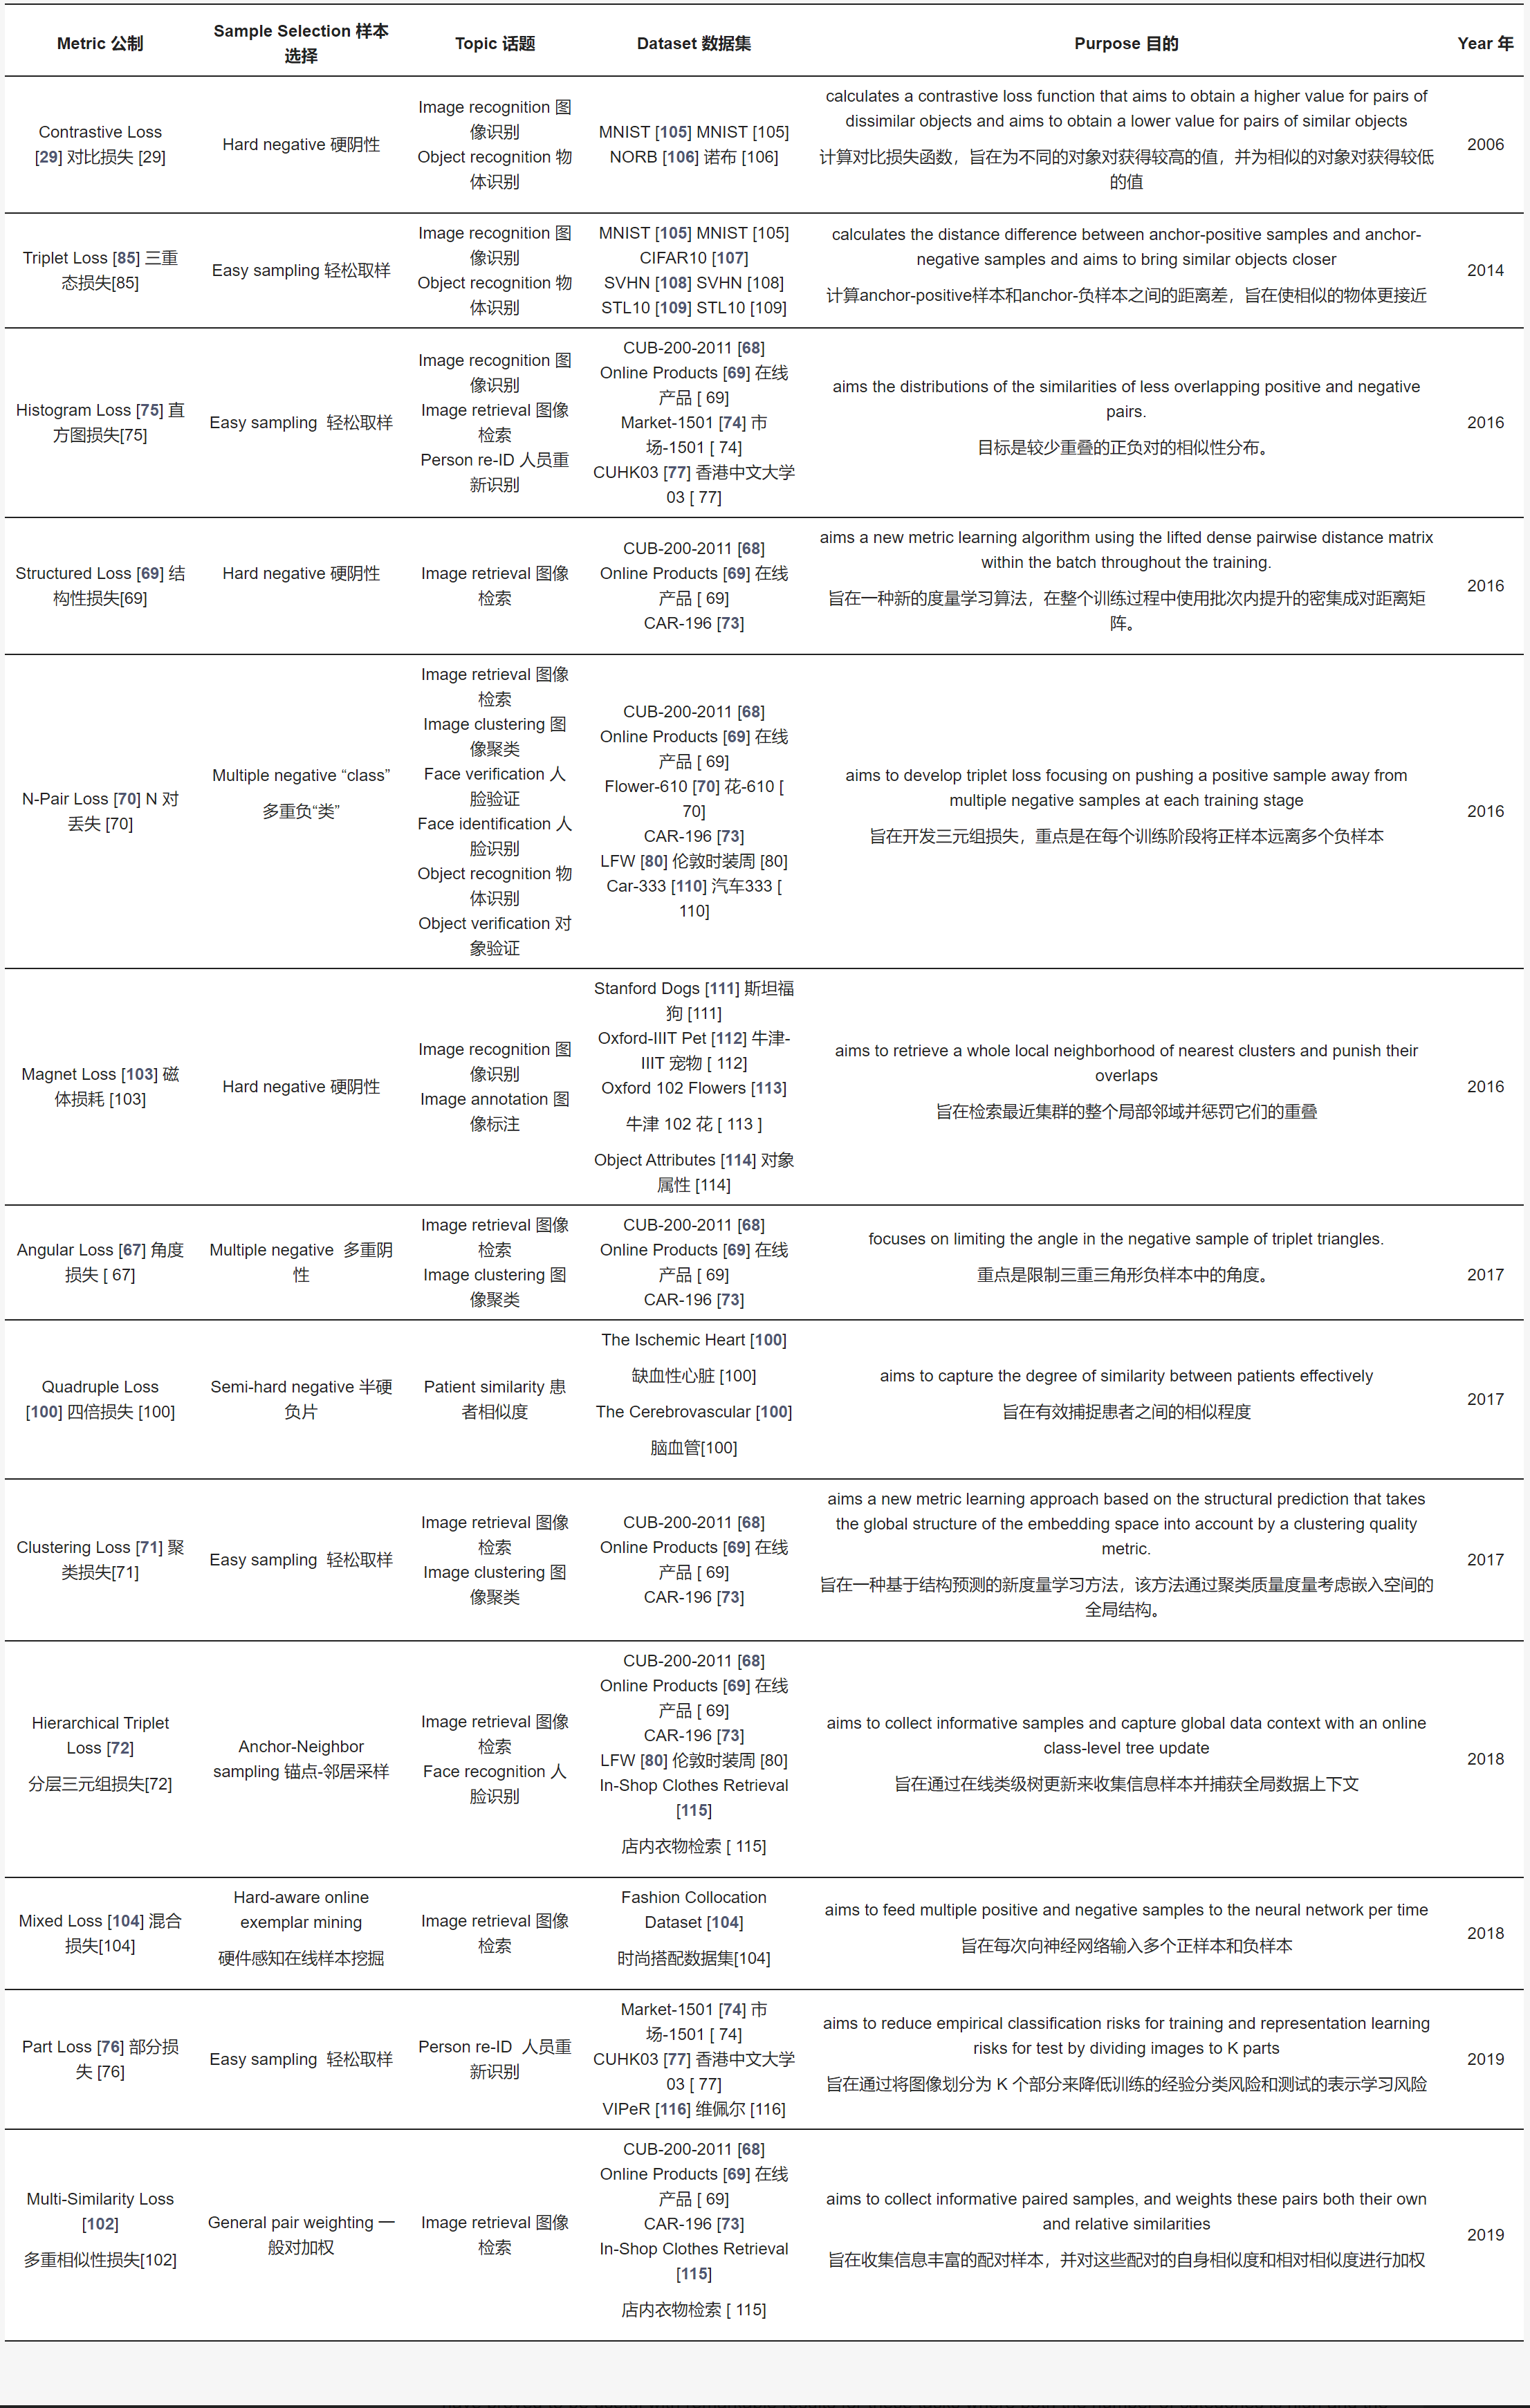 Metric 公制
Sample Selection 样本
选择
Topic 话题
Dataset 数据集
Purpose 目的
Year 年
Contrastive Loss
[29] 对比损失 [29]
Hard negative 硬阴性
Image recognition 图
像识别
Object recognition 物
体识别
MNIST [105] MNIST [105]
NORB [106] 诺布 [106]
calculates a contrastive loss function that aims to obtain a higher value for pairs of
dissimilar objects and aims to obtain a lower value for pairs of similar objects
计算对比损失函数，旨在为不同的对象对获得较高的值，并为相似的对象对获得较低
的值
2006
Triplet Loss [85] 三重
态损失[85]
Easy sampling 轻松取样
Image recognition 图
像识别
Object recognition 物
体识别
MNIST [105] MNIST [105]
CIFAR10 [107]
SVHN [108] SVHN [108]
STL10 [109] STL10 [109]
calculates the distance difference between anchor-positive samples and anchor-
negative samples and aims to bring similar objects closer
计算anchor-positive样本和anchor-负样本之间的距离差，旨在使相似的物体更接近
2014
Histogram Loss [75] 直
方图损失[75]
Easy sampling 轻松取样
Image recognition 图
像识别
Image retrieval 图像
检索
Person re-ID 人员重
新识别
CUB-200-2011 [68]
Online Products [69] 在线
产品 [ 69]
Market-1501 [74] 市
场-1501 [ 74]
CUHK03 [77] 香港中文大学
03 [ 77]
aims the distributions of the similarities of less overlapping positive and negative
pairs.
目标是较少重叠的正负对的相似性分布。
2016
Structured Loss [69] 结
构性损失[69]
Hard negative 硬阴性
Image retrieval 图像
检索
CUB-200-2011 [68]
Online Products [69] 在线
产品 [ 69]
CAR-196 [73]
aims a new metric learning algorithm using the lifted dense pairwise distance matrix
within the batch throughout the training.
旨在一种新的度量学习算法，在整个训练过程中使用批次内提升的密集成对距离矩
阵。
2016
N-Pair Loss [70] N 对
丢失 [70]
Multiple negative “class”
多重负“类”
Image retrieval 图像
检索
Image clustering 图
像聚类
Face verification 人
脸验证
Face identification 人
脸识别
Object recognition 物
体识别
Object verification 对
象验证
CUB-200-2011 [68]
Online Products [69] 在线
产品 [ 69]
Flower-610 [70] 花-610 [
70]
CAR-196 [73]
LFW [80] 伦敦时装周 [80]
Car-333 [110] 汽车333 [
110]
aims to develop triplet loss focusing on pushing a positive sample away from
multiple negative samples at each training stage
旨在开发三元组损失，重点是在每个训练阶段将正样本远离多个负样本
2016
Magnet Loss [103] 磁
体损耗 [103]
Hard negative 硬阴性
Image recognition 图
像识别
Image annotation 图
像标注
Stanford Dogs [111] 斯坦福
狗 [111]
Oxford-IIIT Pet [112] 牛津-
IIIT 宠物 [ 112]
Oxford 102 Flowers [113]
牛津 102 花 [ 113 ]
Object Attributes [114] 对象
属性 [114]
aims to retrieve a whole local neighborhood of nearest clusters and punish their
overlaps
旨在检索最近集群的整个局部邻域并惩罚它们的重叠
2016
Angular Loss [67] 角度
损失 [ 67]
Multiple negative 多重阴
性
Image retrieval 图像
检索
Image clustering 图
像聚类
CUB-200-2011 [68]
Online Products [69] 在线
产品 [ 69]
CAR-196 [73]
focuses on limiting the angle in the negative sample of triplet triangles.
重点是限制三重三角形负样本中的角度。
2017
Quadruple Loss
[100] 四倍损失 [100]
Semi-hard negative 半硬
负片
Patient similarity 患
者相似度
The Ischemic Heart [100]
缺血性心脏 [100]
The Cerebrovascular [100]
脑血管[100]
aims to capture the degree of similarity between patients effectively
旨在有效捕捉患者之间的相似程度
2017
Clustering Loss [71] 聚
类损失[71]
Easy sampling 轻松取样
Image retrieval 图像
检索
Image clustering 图
像聚类
CUB-200-2011 [68]
Online Products [69] 在线
产品 [ 69]
CAR-196 [73]
aims a new metric learning approach based on the structural prediction that takes
the global structure of the embedding space into account by a clustering quality
metric.
旨在一种基于结构预测的新度量学习方法，该方法通过聚类质量度量考虑嵌入空间的
全局结构。
2017
Hierarchical Triplet
Loss [72]
分层三元组损失[72]
Anchor-Neighbor
sampling 锚点-邻居采样
Image retrieval 图像
检索
Face recognition 人
脸识别
CUB-200-2011 [68]
Online Products [69] 在线
产品 [ 69]
CAR-196 [73]
LFW [80] 伦敦时装周 [80]
In-Shop Clothes Retrieval
[115]
店内衣物检索 [ 115]
aims to collect informative samples and capture global data context with an online
class-level tree update
旨在通过在线类级树更新来收集信息样本并捕获全局数据上下文
2018
Mixed Loss [104] 混合
损失[104]
Hard-aware online
exemplar mining
硬件感知在线样本挖掘
Image retrieval 图像
检索
Fashion Collocation
Dataset [104]
时尚搭配数据集[104]
aims to feed multiple positive and negative samples to the neural network per time
旨在每次向神经网络输入多个正样本和负样本
2018
Part Loss [76] 部分损
失 [76]
Easy sampling 轻松取样
Person re-ID 人员重
新识别
Market-1501 [74] 市
场-1501 [ 74]
CUHK03 [77] 香港中文大学
03 [ 77]
VIPeR [116] 维佩尔 [116]
aims to reduce empirical classification risks for training and representation learning
risks for test by dividing images to K parts
旨在通过将图像划分为 K 个部分来降低训练的经验分类风险和测试的表示学习风险
2019
Multi-Similarity Loss
[102]
多重相似性损失[102]
General pair weighting 一
般对加权
Image retrieval 图像
检索
CUB-200-2011 [68]
Online Products [69] 在线
产品 [ 69]
CAR-196 [73]
In-Shop Clothes Retrieval
[115]
店内衣物检索 [ 115]
aims to collect informative paired samples, and weights these pairs both their own
and relative similarities
旨在收集信息丰富的配对样本，并对这些配对的自身相似度和相对相似度进行加权
2019